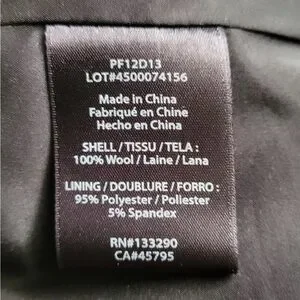 PF12D13
LOT#4500074156
Made in China
Fabriqué en Chine
Hecho en China
SHELL / TISSU / TELA :
100% Wool / Laine / Lana
LINING / DOUBLURE / FORRO :
95% Polyester / Poliester
5% Spandex
RN#133290
CA#45795